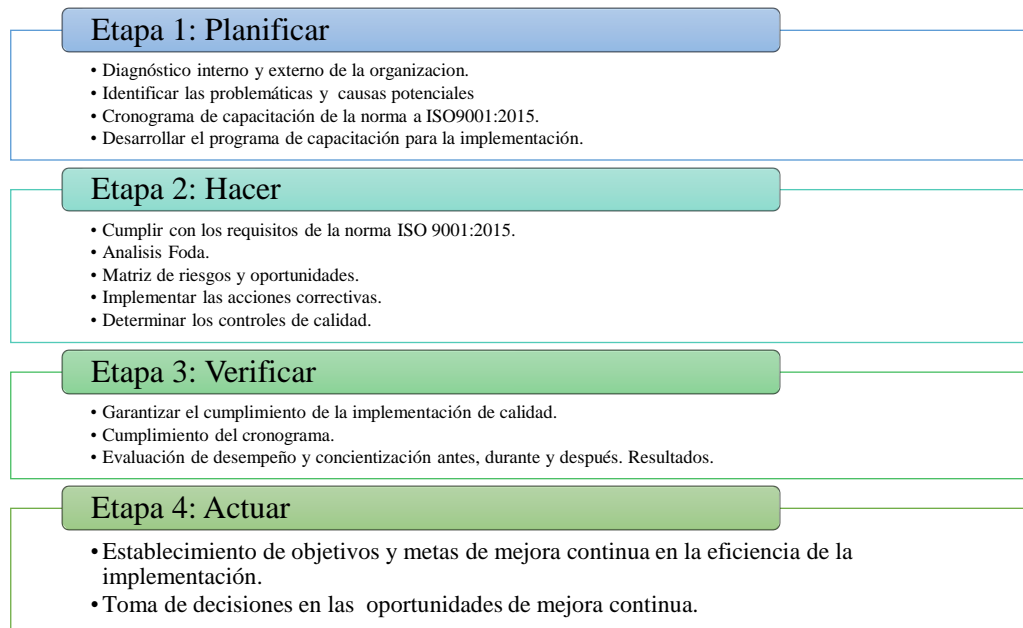 Etapa 1: Planificar
• Diagnóstico interno y externo de la organizacion.
• Identificar las problemáticas y  causas potenciales
• Cronograma de capacitación de la norma a ISO9001:2015.
• Desarrollar el programa de capacitación para la implementación.
Etapa 2: Hacer
• Cumplir con los requisitos de la norma ISO 9001:2015.
• Analisis Foda.
• Matriz de riesgos y oportunidades.
• Implementar las acciones correctivas.
• Determinar los controles de calidad.
Etapa 3: Verificar
• Garantizar el cumplimiento de la implementación de calidad.
• Cumplimiento del cronograma.
• Evaluación de desempeño y concientización antes, durante y después. Resultados.
Etapa 4: Actuar
• Establecimiento de objetivos y metas de mejora continua en la eficiencia de la
implementación.
• Toma de decisiones en las  oportunidades de mejora continua.